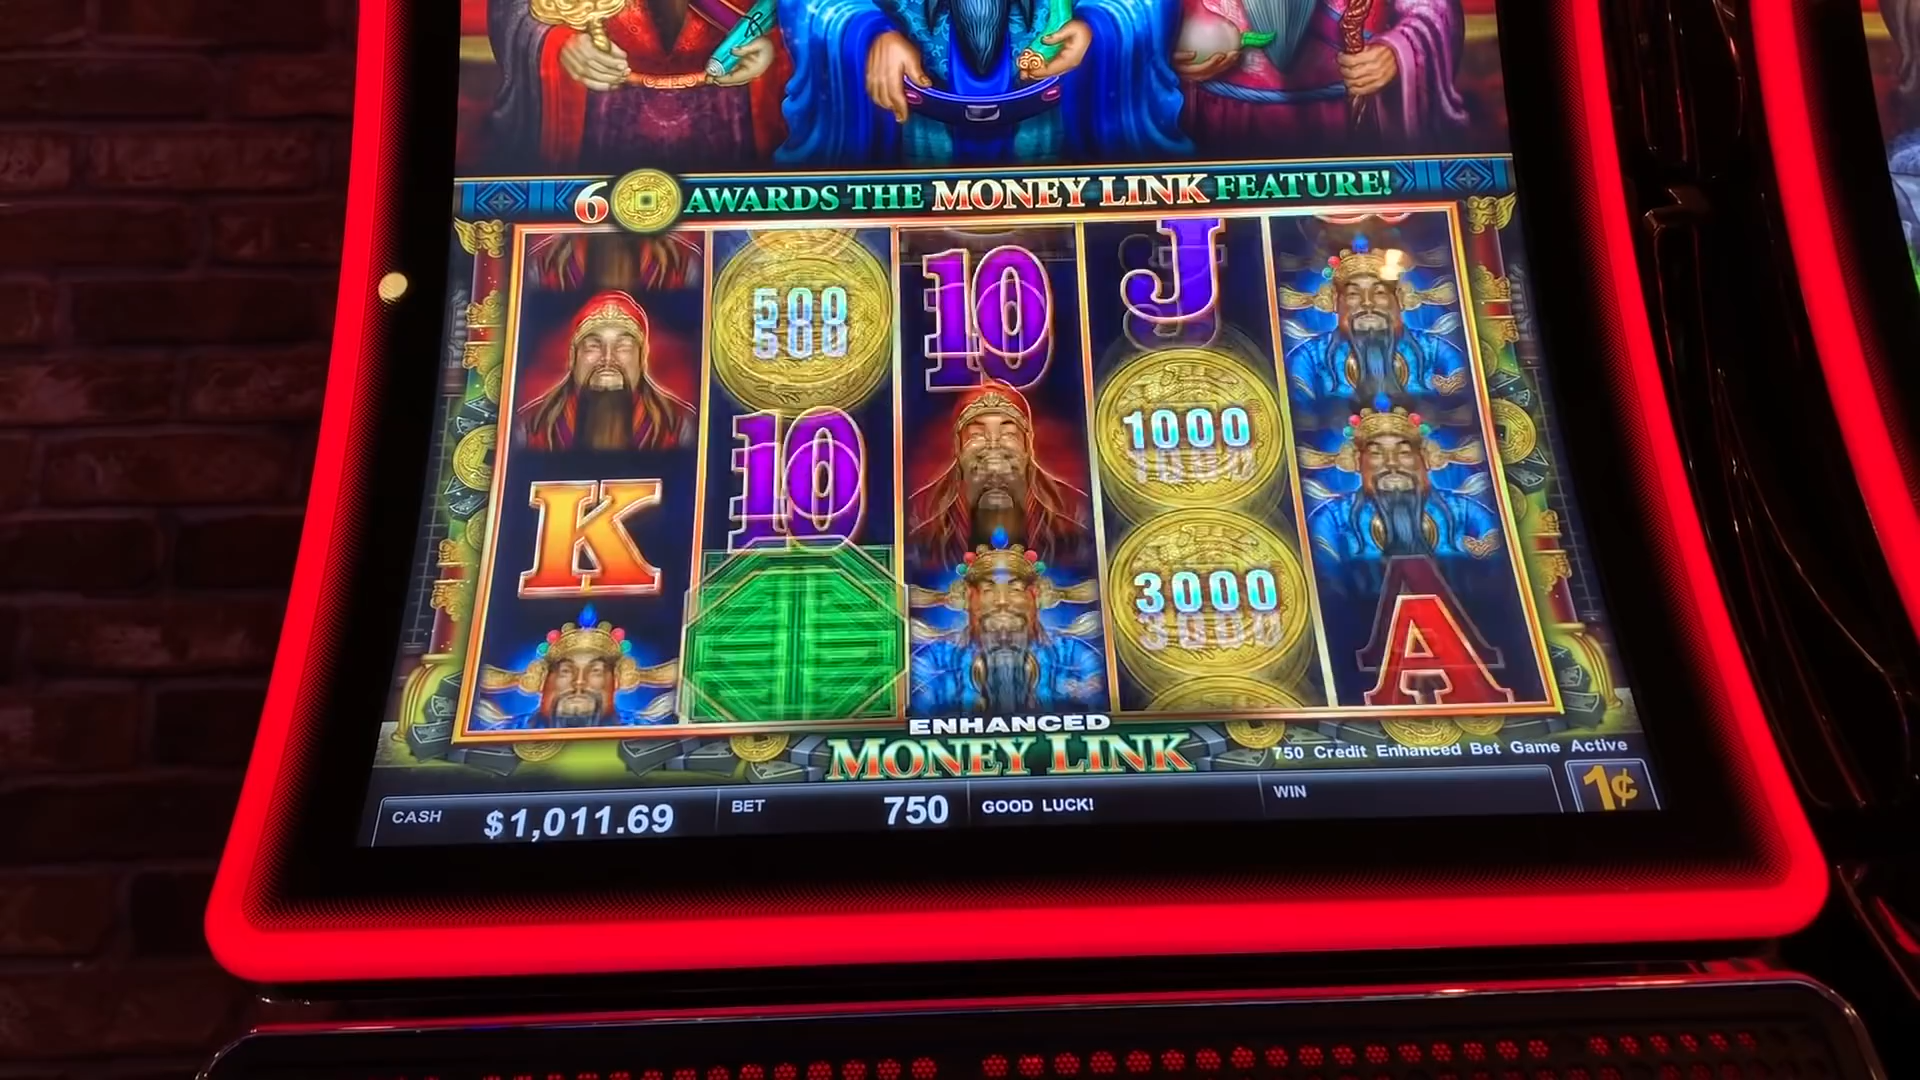 6 AWARDS THE MONEY LINK FEATURE!
500 10 J
1000
K 10
3000
A
ENHANCED
MONEY LINK
750 Credit Enhanced Bet Game Active
CASH $1,011.69 BET 750 GOOD LUCK! WIN 1¢